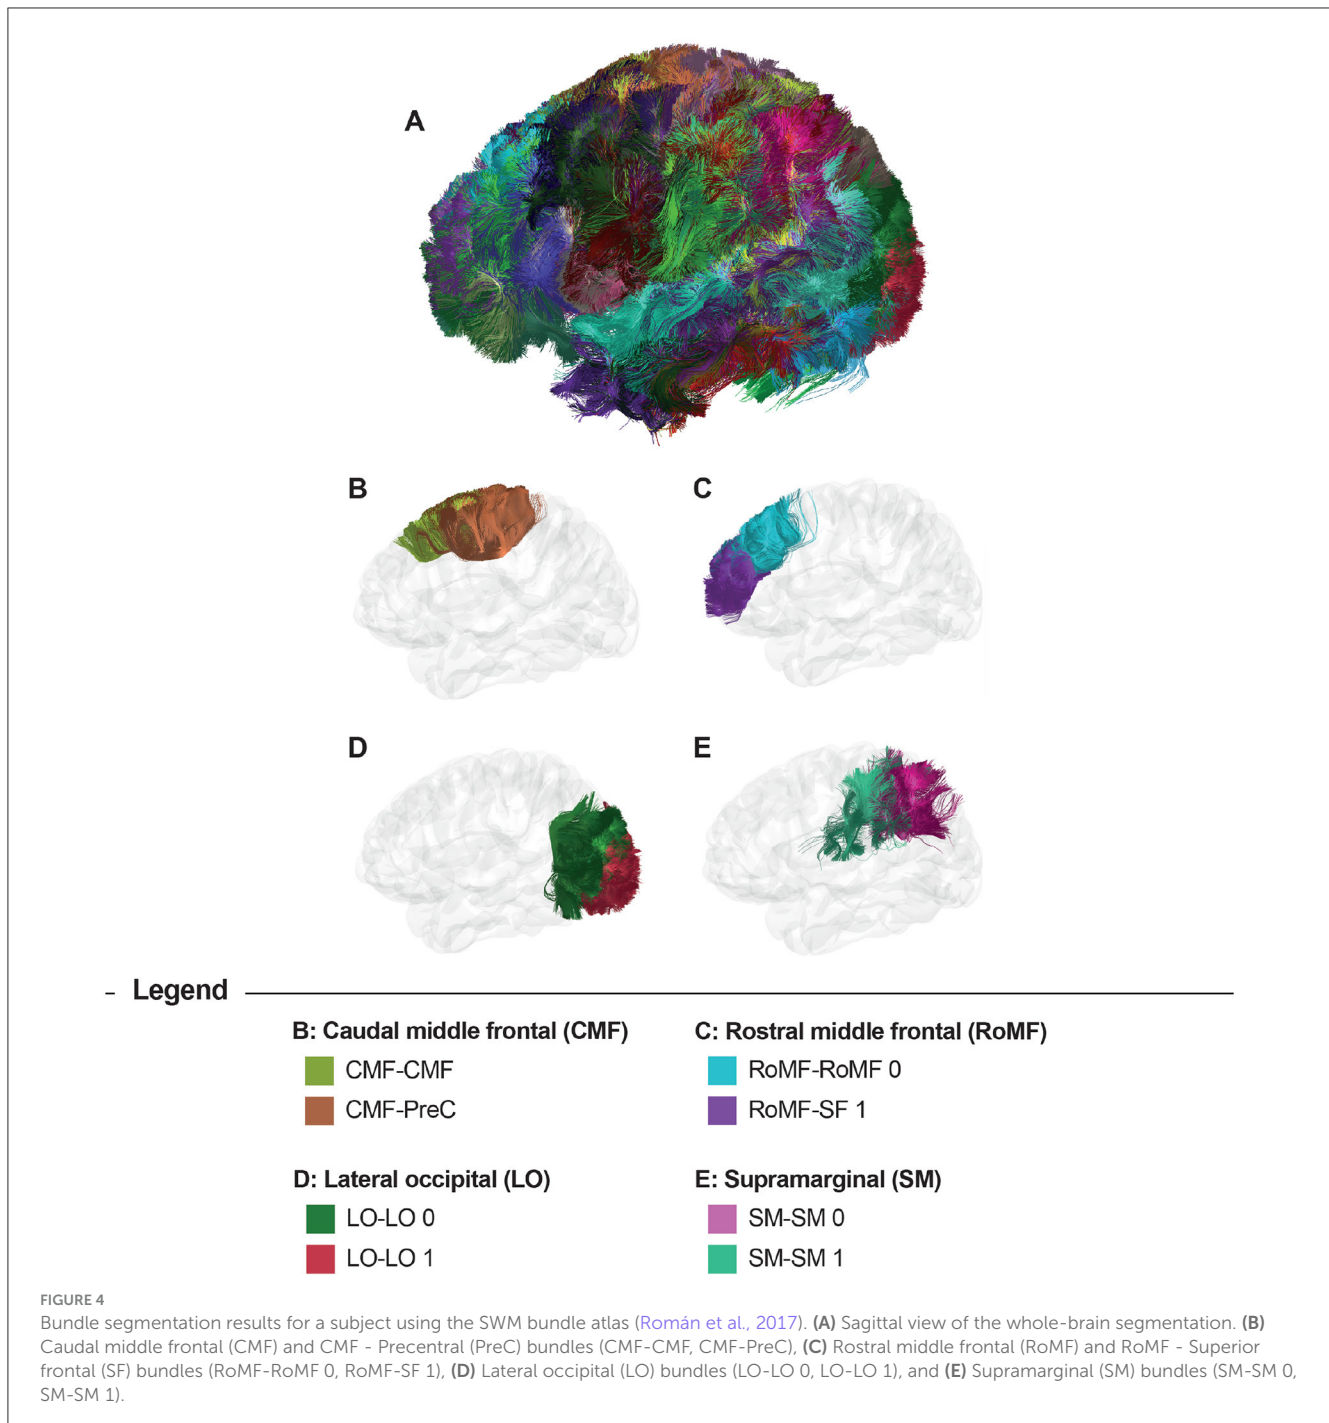 A
B
C
D
E
Legend
B: Caudal middle frontal (CMF)
CMF-CMF
CMF-PreC
C: Rostral middle frontal (RoMF)
RoMF-RoMF 0
RoMF-SF 1
D: Lateral occipital (LO)
LO-LO 0
LO-LO 1
E: Supramarginal (SM)
SM-SM 0
SM-SM 1
FIGURE 4
Bundle segmentation results for a subject using the SWM bundle atlas (Román et al., 2017). (A) Sagittal view of the whole-brain segmentation. (B)
Caudal middle frontal (CMF) and CMF - Precentral (PreC) bundles (CMF-CMF, CMF-PreC), (C) Rostral middle frontal (RoMF) and RoMF - Superior
frontal (SF) bundles (RoMF-RoMF 0, RoMF-SF 1), (D) Lateral occipital (LO) bundles (LO-LO 0, LO-LO 1), and (E) Supramarginal (SM) bundles (SM-SM 0,
SM-SM 1).